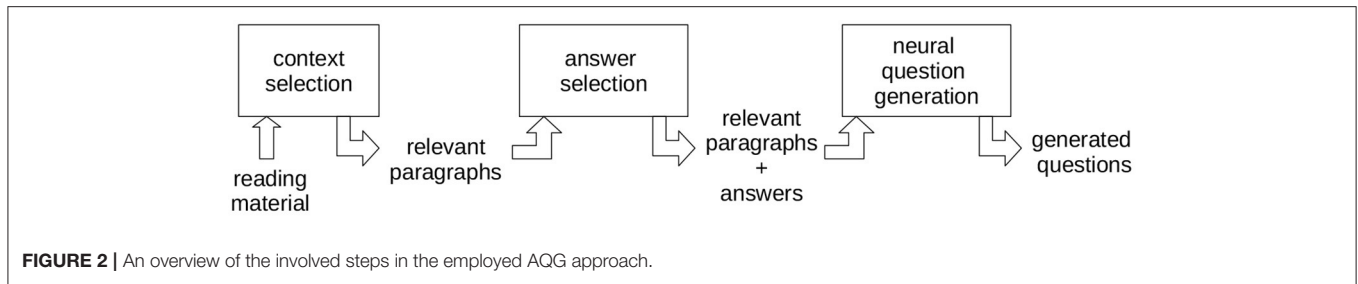 context
selection
answer
selection
neural
question
generation
reading
material
relevant
paragraphs
relevant
paragraphs
+
answers
generated
questions
FIGURE 2 | An overview of the involved steps in the employed AQG approach.